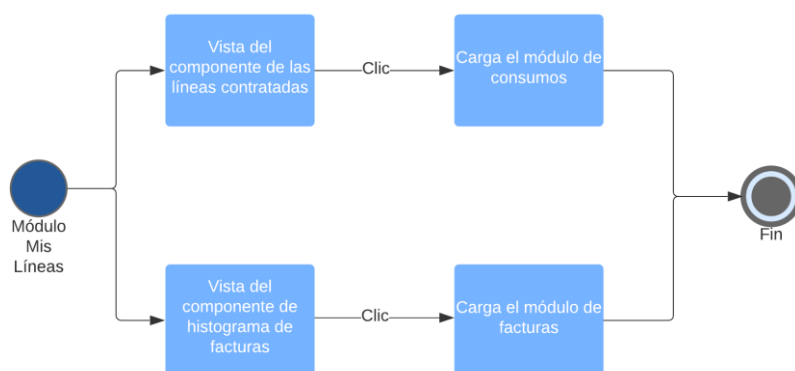 Vista del
componente de las
líneas contratadas
Clic
Carga el módulo de
consumos
Módulo
Mis
Líneas
Fin
Vista del
componente de
histograma de
facturas
Clic
Carga el módulo de
facturas